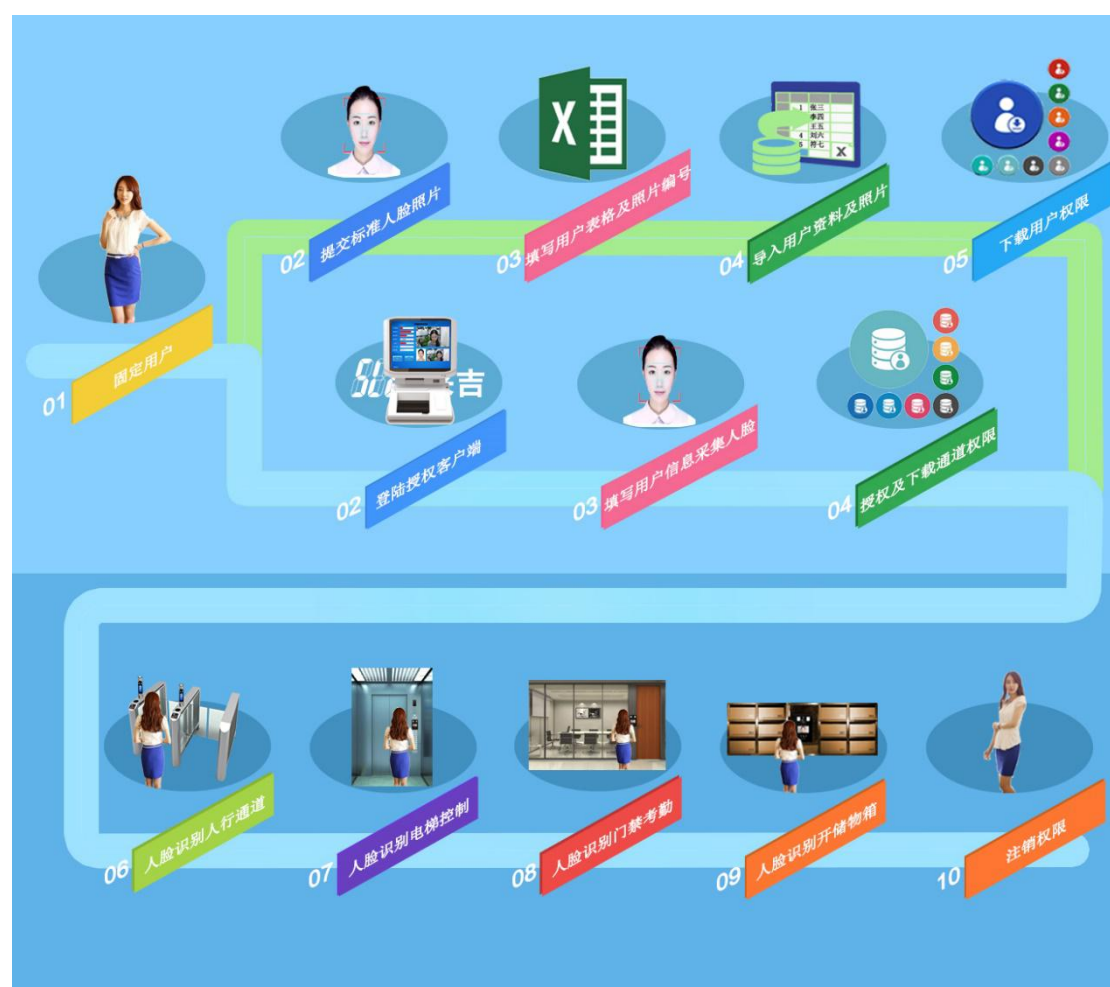 X
1 张三
李四
王五
4 刘六
5 符七
X
02 提交标准人脸照片
03 填写用户表格及照片编号
04 导入用户资料及照片
05 下载用户权限
01 固定用户
吉
02 登陆授权客户端
03 填写用户信息采集人脸
04 授权及下载通道权限
06 人脸识别人行通道
07 人脸识别电梯控制
08 人脸识别门禁考勤
09 人脸识别开储物箱
10 注销权限